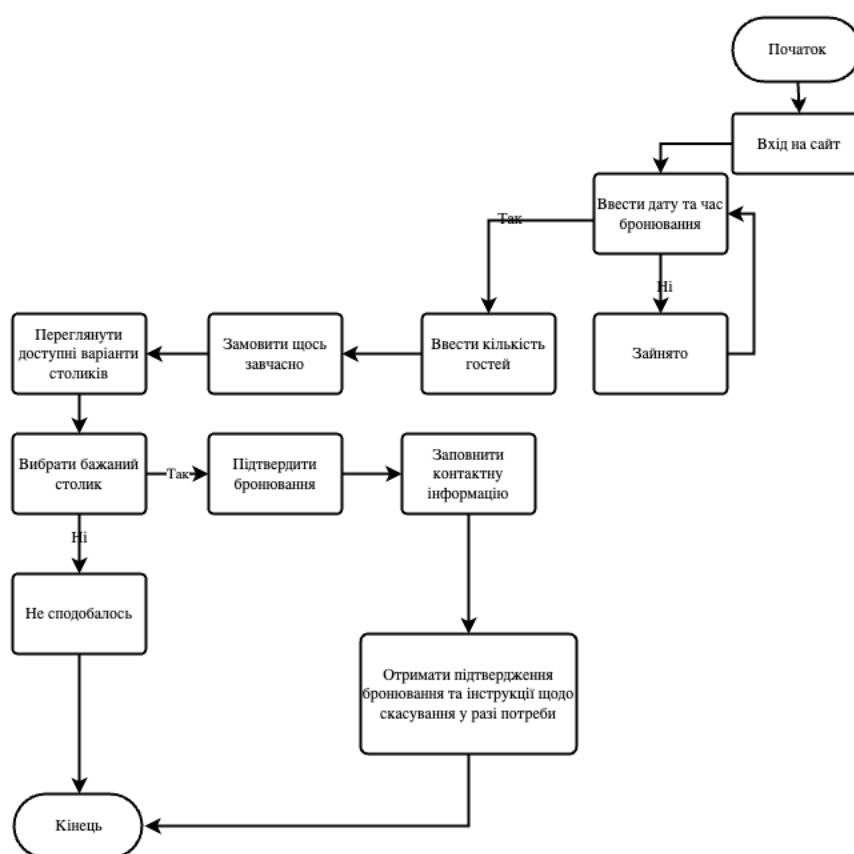 Початок
Вхід на сайт
Ввести дату та час
бронювання
Так
Ні
Переглянути
доступні варіанти
столиків
Замовити щось
завчасно
Ввести кількість
гостей
Зайнято
Вибрати бажаний
столик
Так
Підтвердити
бронювання
Заповнити
контактну
інформацію
Ні
Не сподобалось
Отримати підтвердження
бронювання та інструкції щодо
скасування у разі потреби
Кінець